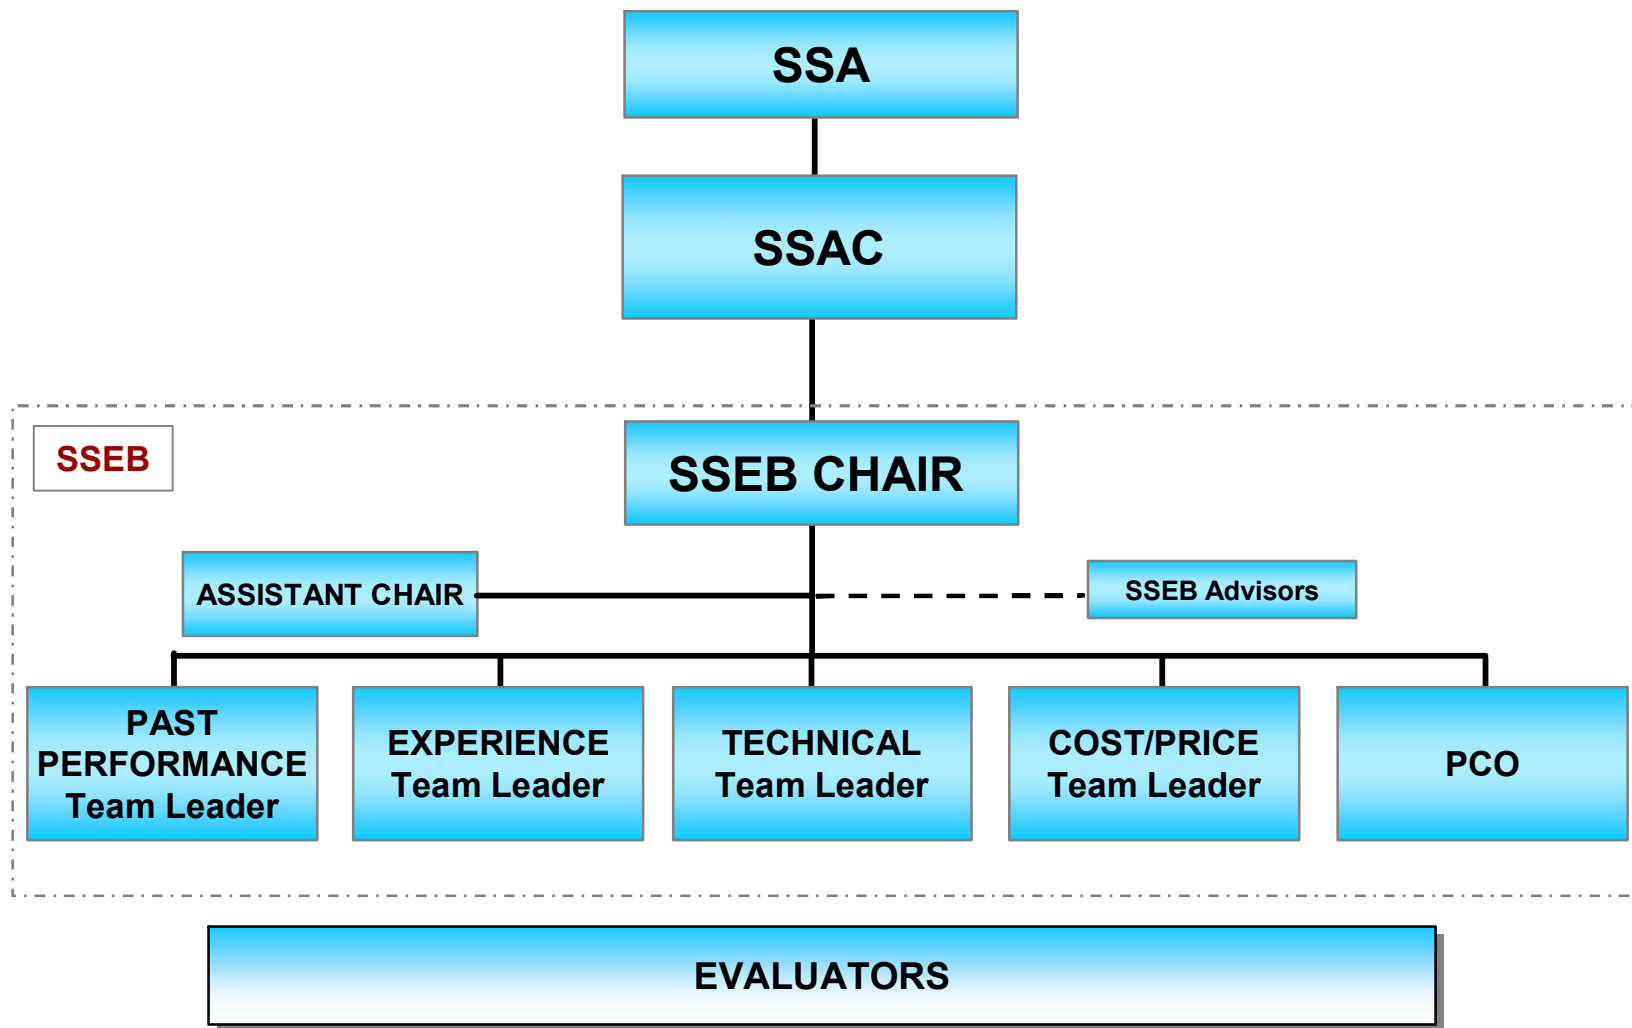 SSA
SSAC
SSEB
SSEB CHAIR
ASSISTANT CHAIR
SSEB Advisors
PAST
PERFORMANCE
Team Leader
EXPERIENCE
Team Leader
TECHNICAL
Team Leader
COST/PRICE
Team Leader
PCO
EVALUATORS